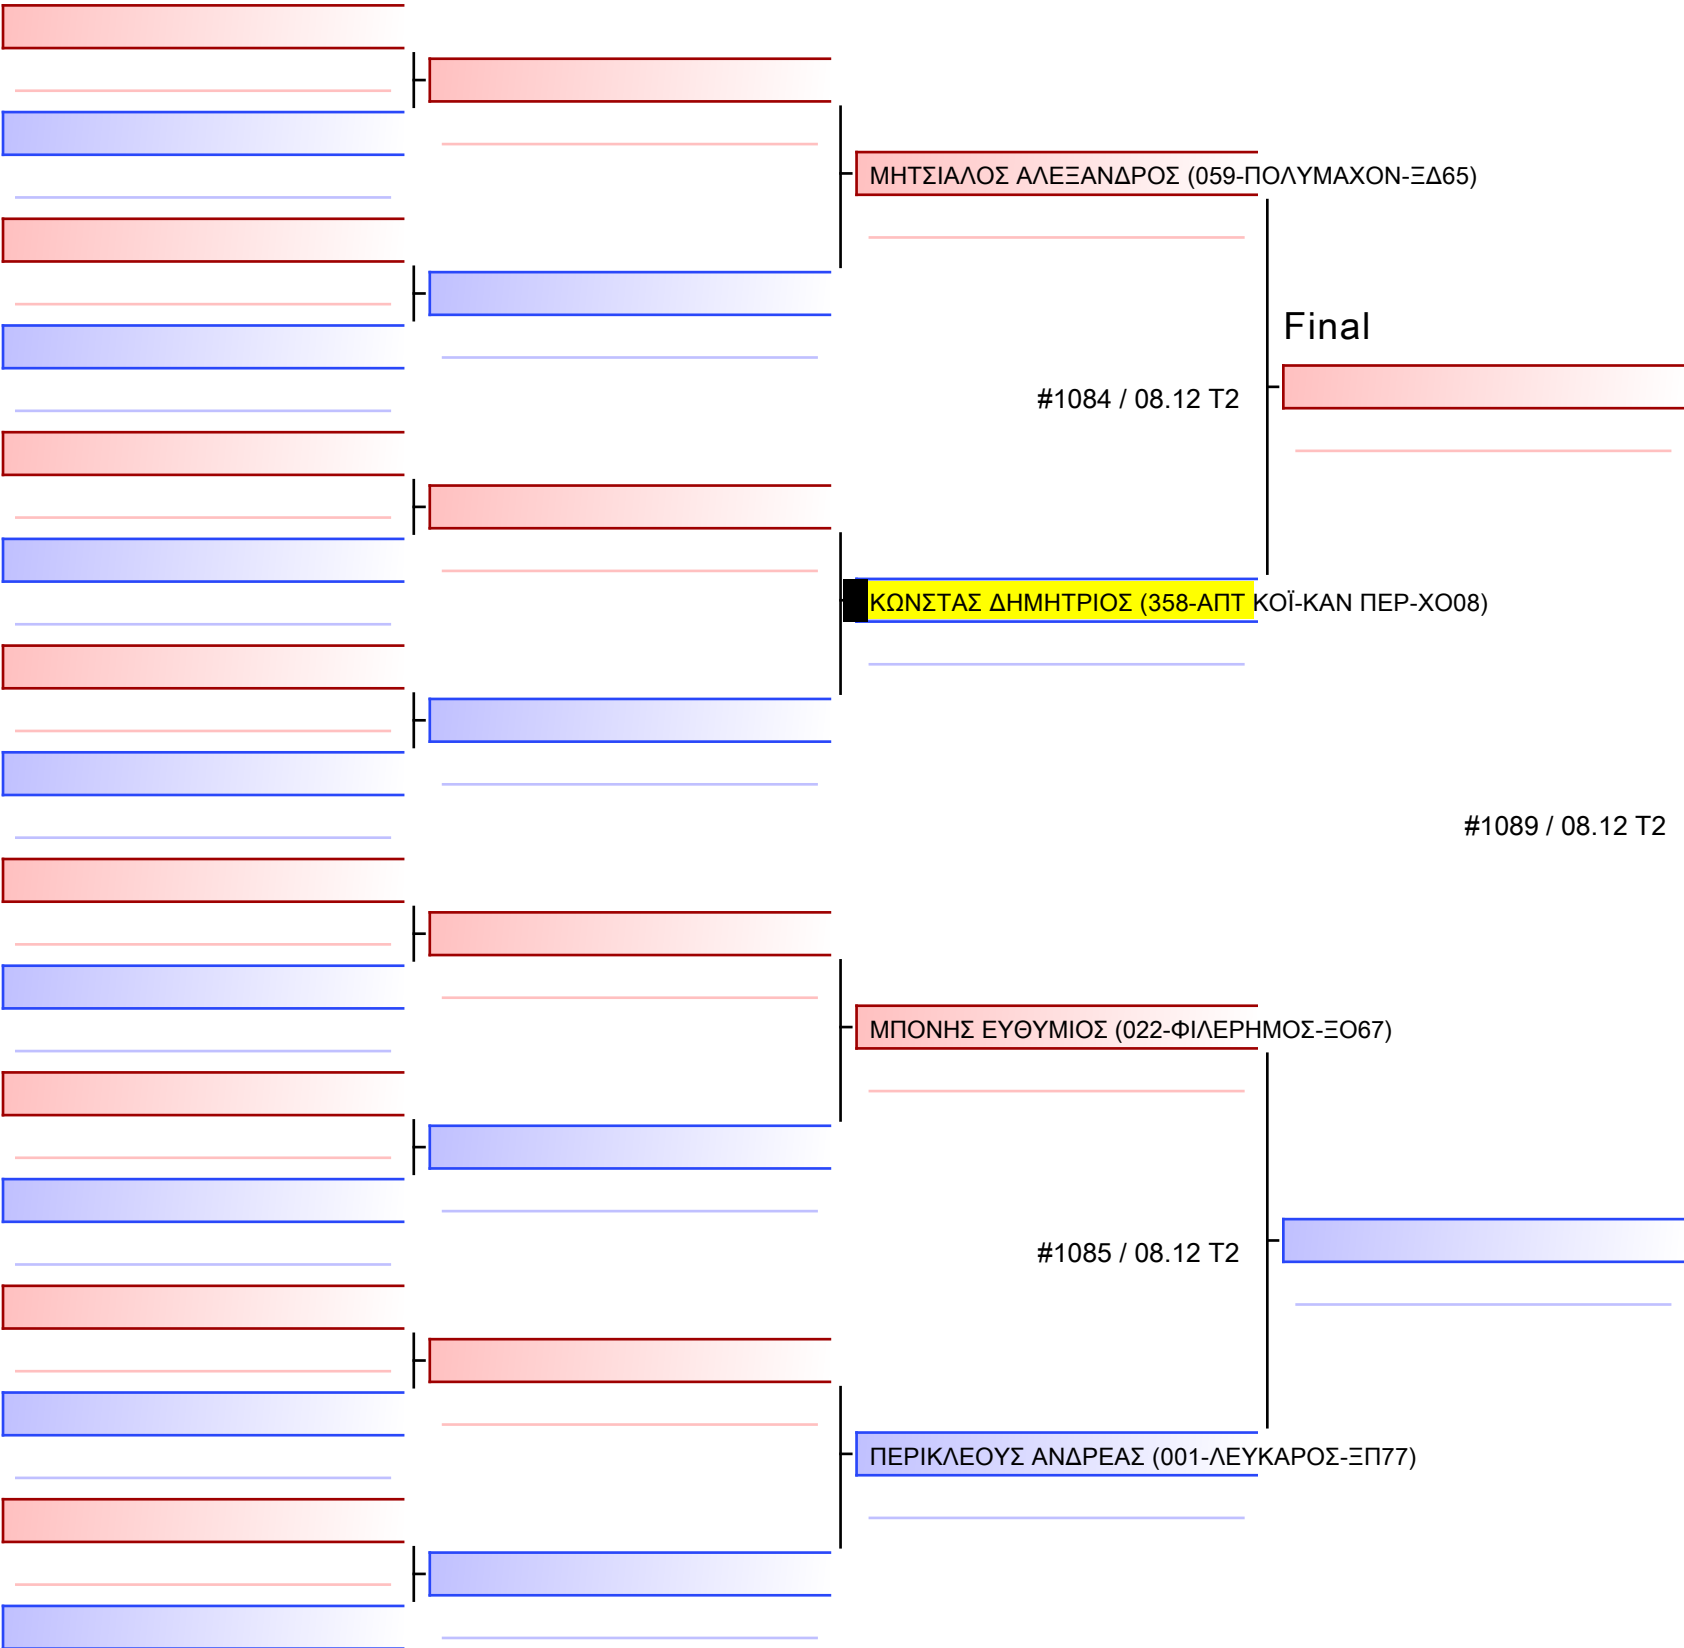 ΜΗΤΣΙΑΛΟΣ ΑΛΕΞΑΝΔΡΟΣ (059-ΠΟΛΥΜΑΧΟΝ-ΞΔ65)
Final
#1084 / 08.12 T2
ΚΩΝΣΤΑΣ ΔΗΜΗΤΡΙΟΣ (358-ΑΠΤ ΚΟΪ-ΚΑΝ ΠΕΡ-ΧΟ08)
#1089 / 08.12 T2
ΜΠΟΝΗΣ ΕΥΘΥΜΙΟΣ (022-ΦΙΛΕΡΗΜΟΣ-ΞΟ67)
#1085 / 08.12 T2
ΠΕΡΙΚΛΕΟΥΣ ΑΝΔΡΕΑΣ (001-ΛΕΥΚΑΡΟΣ-ΞΠ77)